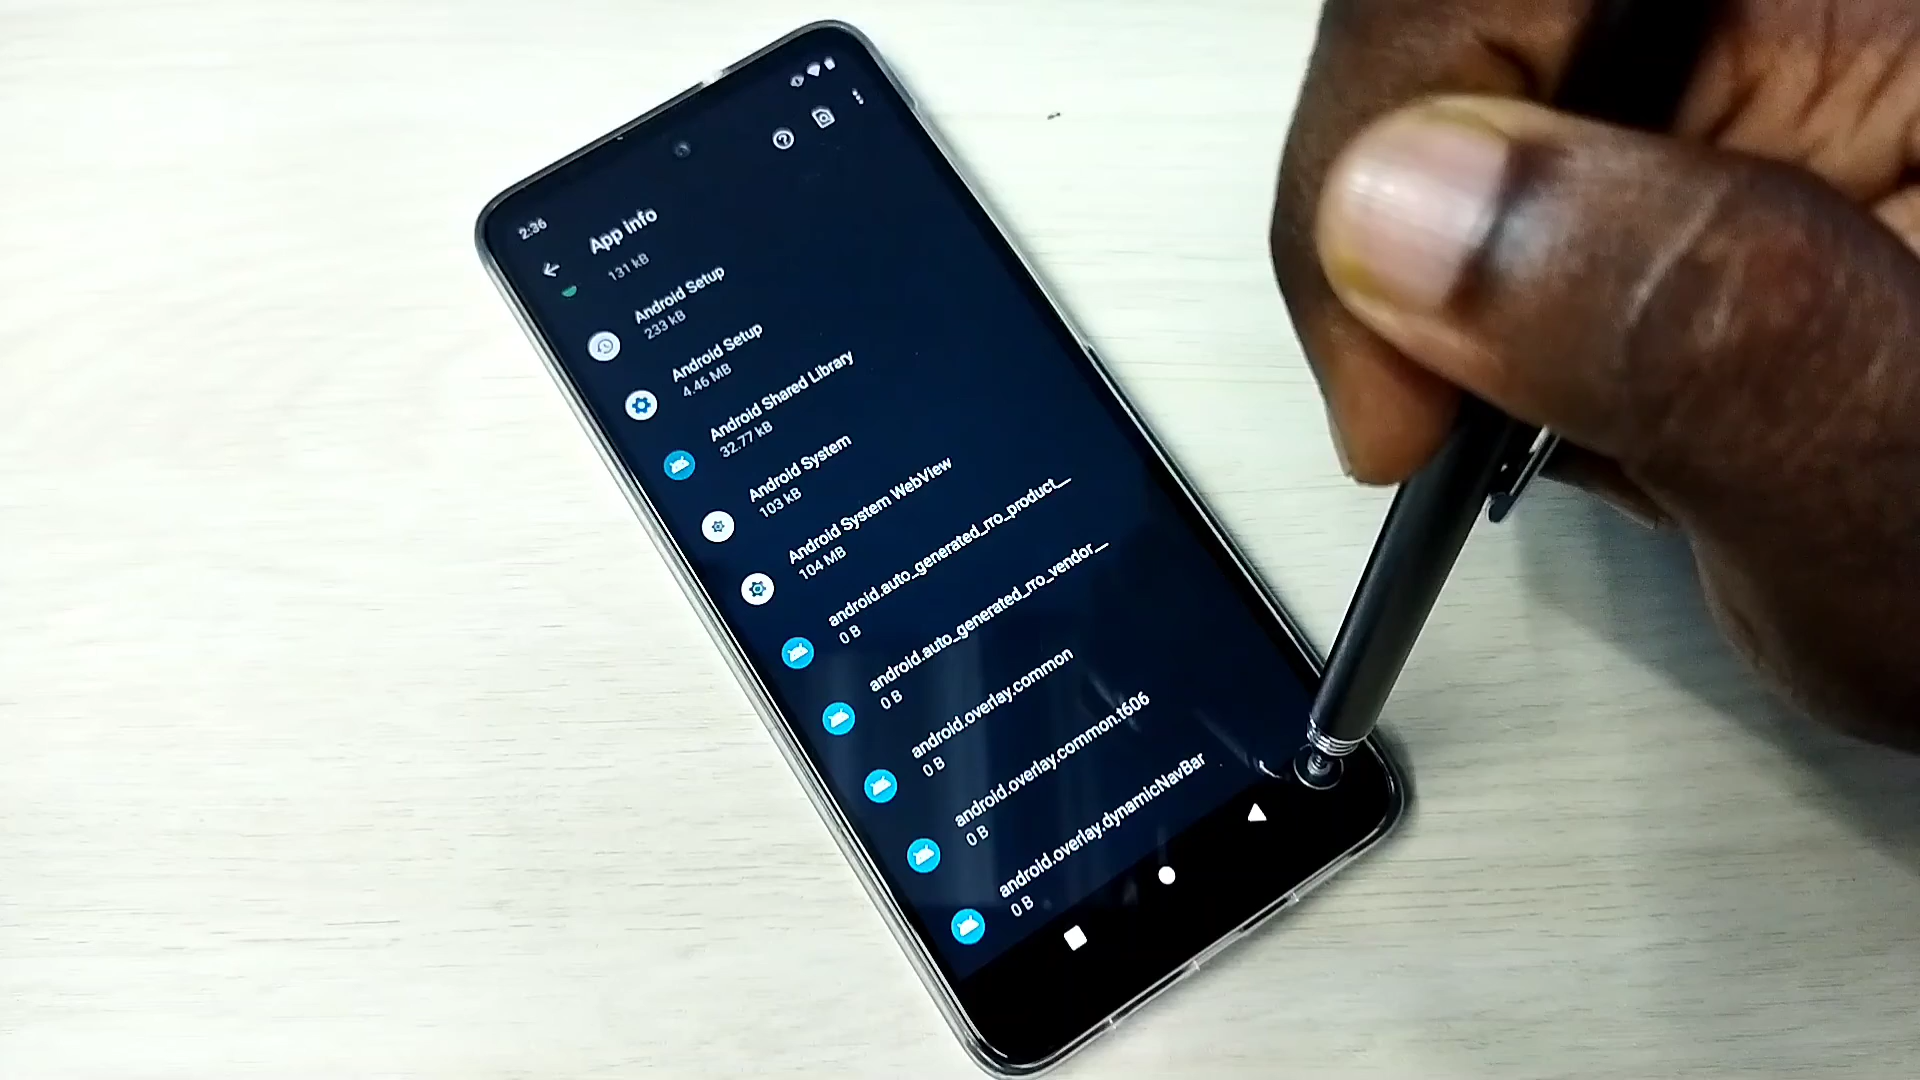 2:36
App info
131 kB
Android Setup
233 kB
Android Setup
4.46 MB
Android Shared Library
32.77 kB
Android System
103 kB
Android System WebView
104 MB
android.auto_generated_rro_product__
0 B
android.auto_generated_rro_vendor__
0 B
android.overlay.common
0 B
android.overlay.common.t606
0 B
android.overlay.dynamicNavBar
0 B